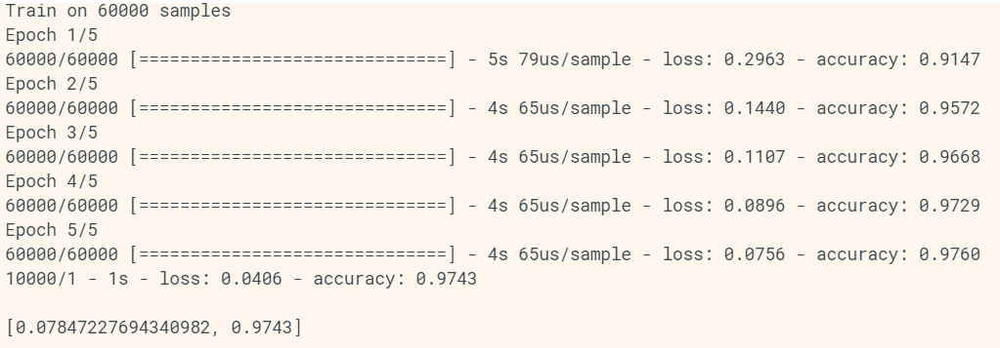 Train on 60000 samples
Epoch 1/5
60000/60000 [==============================] - 5s 79us/sample - loss: 0.2963 - accuracy: 0.9147
Epoch 2/5
60000/60000 [==============================] - 4s 65us/sample - loss: 0.1440 - accuracy: 0.9572
Epoch 3/5
60000/60000 [==============================] - 4s 65us/sample - loss: 0.1107 - accuracy: 0.9668
Epoch 4/5
60000/60000 [==============================] - 4s 65us/sample - loss: 0.0896 - accuracy: 0.9729
Epoch 5/5
60000/60000 [==============================] - 4s 65us/sample - loss: 0.0756 - accuracy: 0.9760
10000/1 - 1s - loss: 0.0406 - accuracy: 0.9743
[0.07847227694340982, 0.9743]